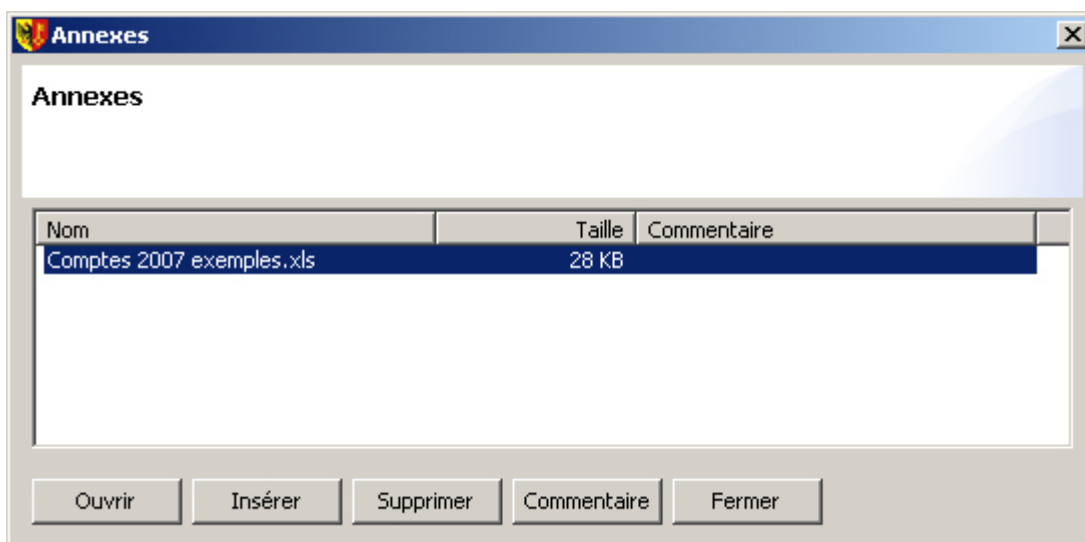 Annexes
Annexes
Nom Taille Commentaire
Comptes 2007 exemples.xls 28 KB
Ouvrir Insérer Supprimer Commentaire Fermer